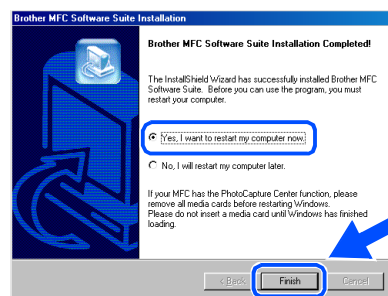 Brother MFC Software Suite Installation
Brother MFC Software Suite Installation Completed!
The InstallShield Wizard has successfully installed Brother MFC
Software Suite. Before you can use the program, you must
restart your computer.
Yes, I want to restart my computer now.
No, I will restart my computer later.
If your MFC has the PhotoCapture Center function, please
remove all media cards before restarting Windows.
Please do not insert a media card until Windows has finished
loading.
< Back
Finish
Cancel